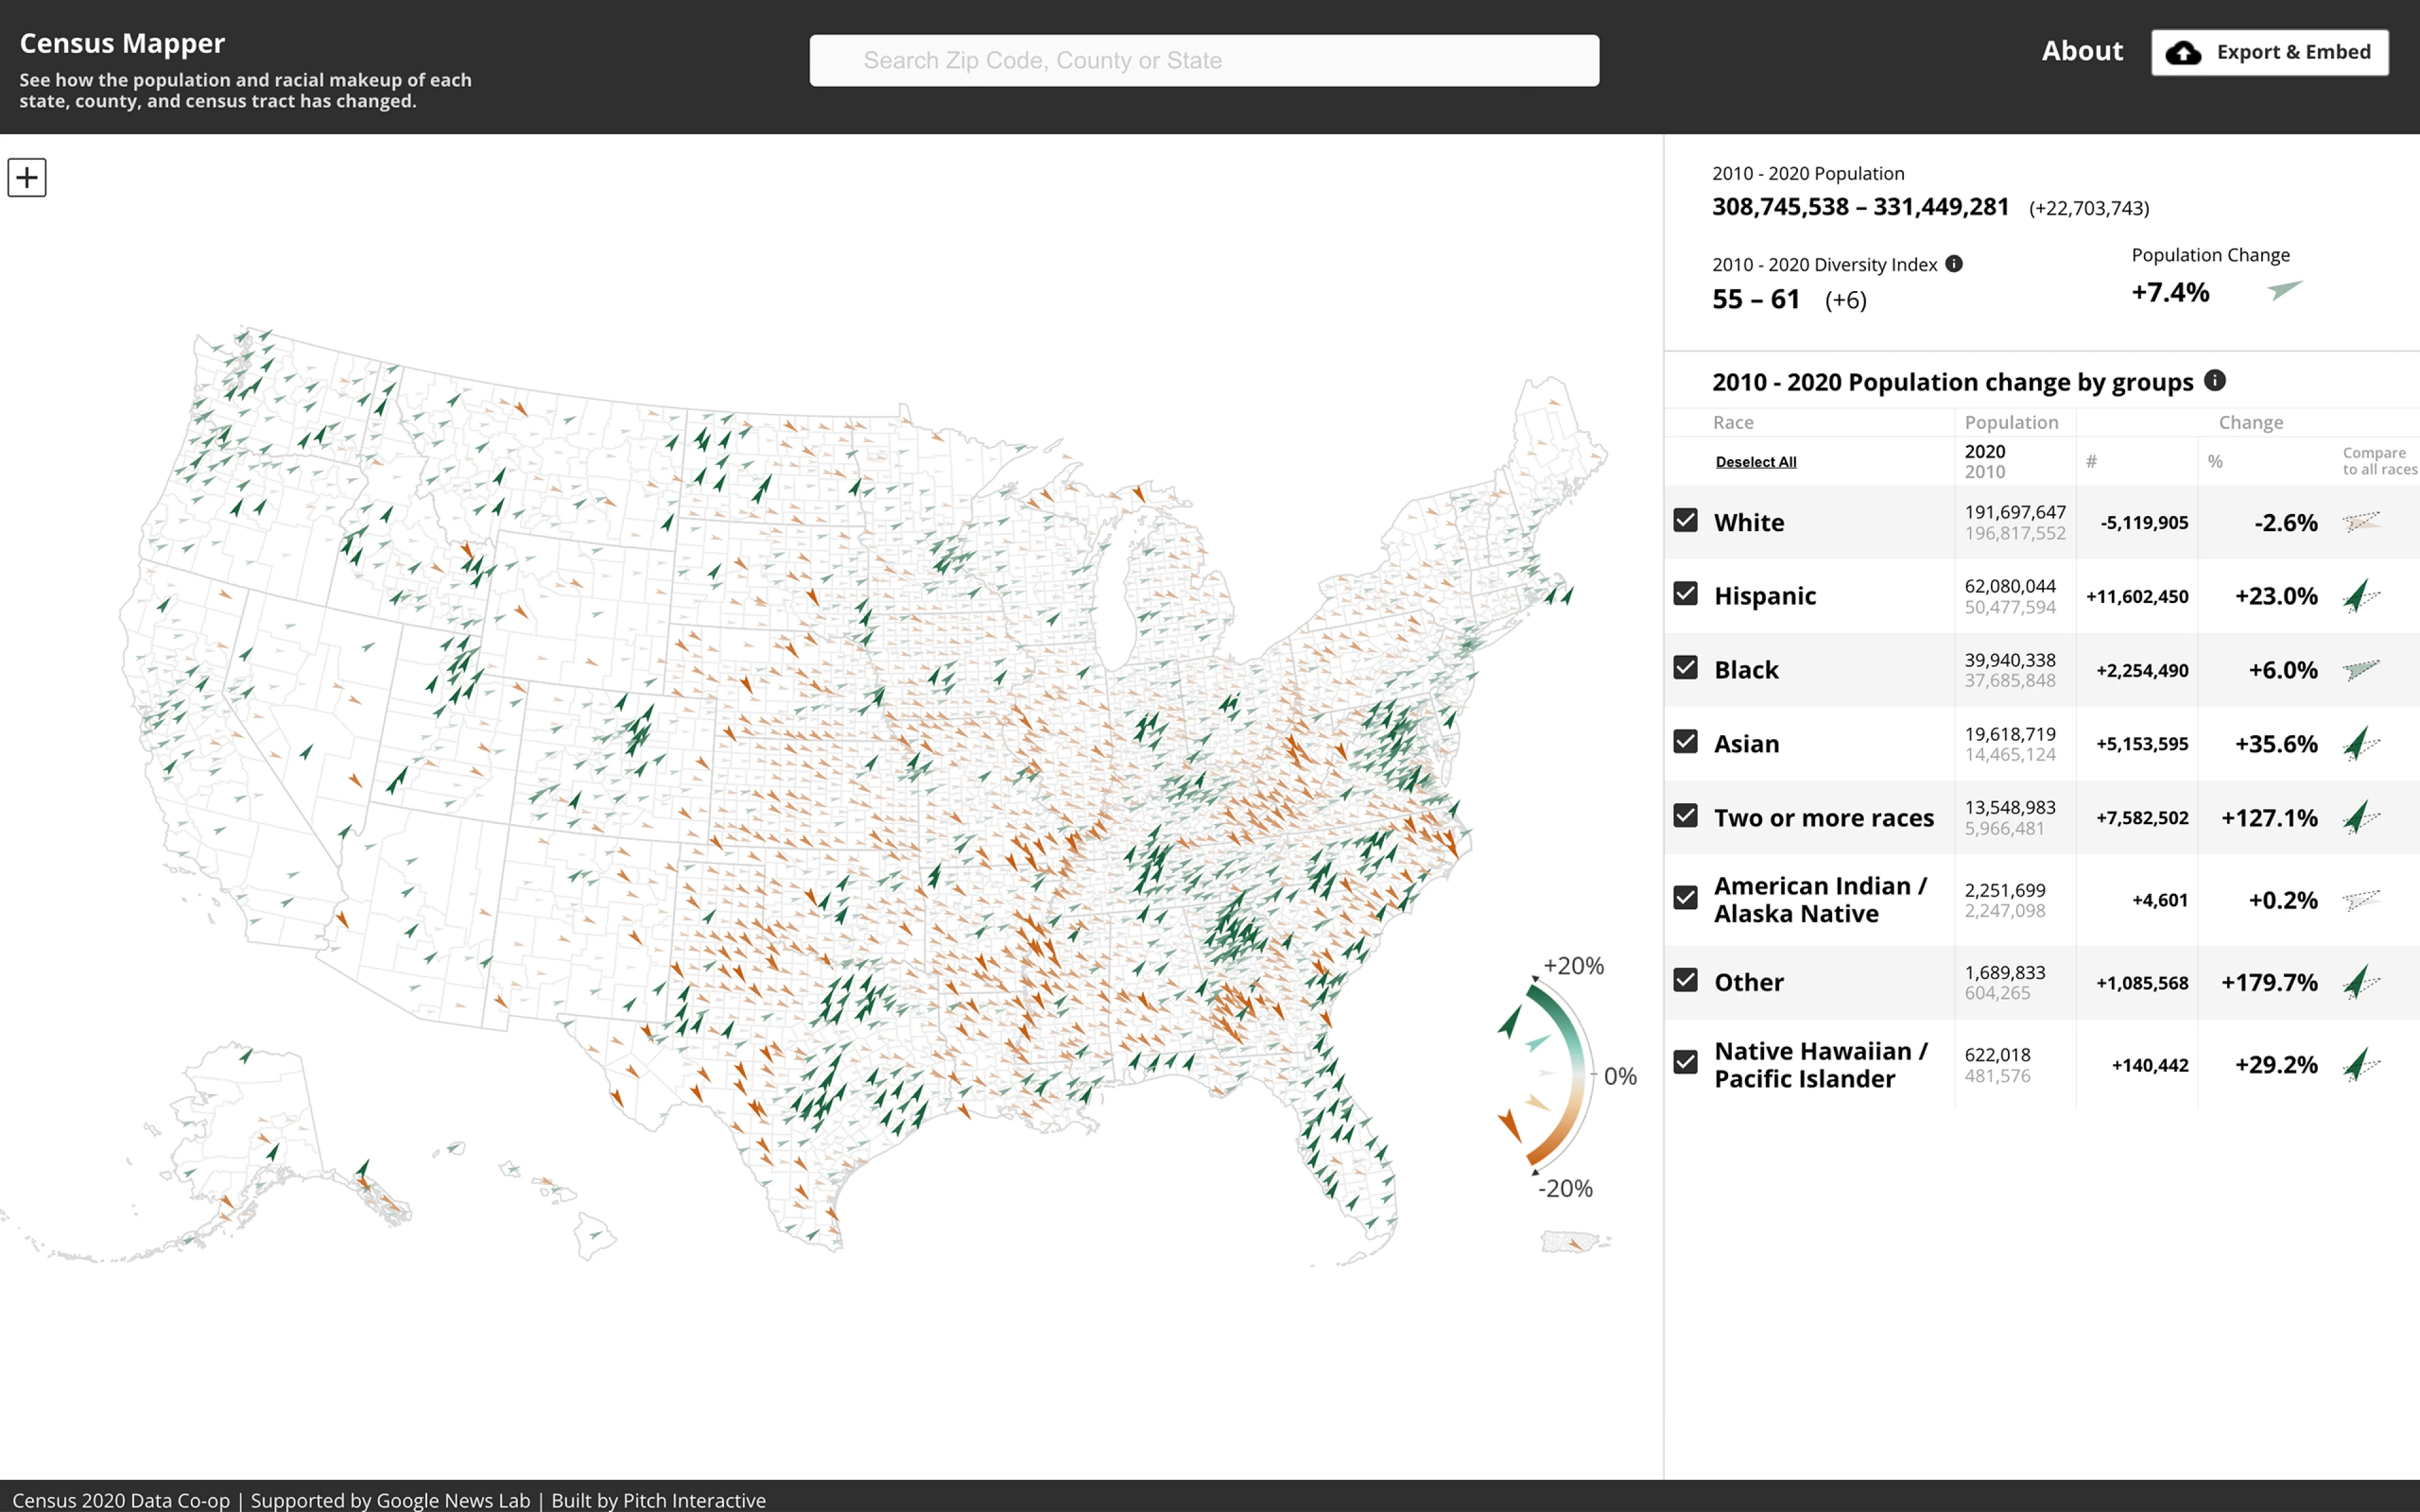 Census Mapper
See how the population and racial makeup of each
state, county, and census tract has changed.
Search Zip Code, County or State
About
Export & Embed
+
2010 - 2020 Population
308,745,538 – 331,449,281 (+22,703,743)
2010 - 2020 Diversity Index
55 – 61 (+6)
Population Change
+7.4%
2010 - 2020 Population change by groups
Race
Population
Change
Deselect All
2020
2010
#
%
Compare
to all races
White
191,697,647
196,817,552
-5,119,905
-2.6%
Hispanic
62,080,044
50,477,594
+11,602,450
+23.0%
Black
39,940,338
37,685,848
+2,254,490
+6.0%
Asian
19,618,719
14,465,124
+5,153,595
+35.6%
Two or more races
13,548,983
5,966,481
+7,582,502
+127.1%
American Indian /
Alaska Native
2,251,699
2,247,098
+4,601
+0.2%
Other
1,689,833
604,265
+1,085,568
+179.7%
Native Hawaiian /
Pacific Islander
622,018
481,576
+140,442
+29.2%
+20%
0%
-20%
Census 2020 Data Co-op | Supported by Google News Lab | Built by Pitch Interactive